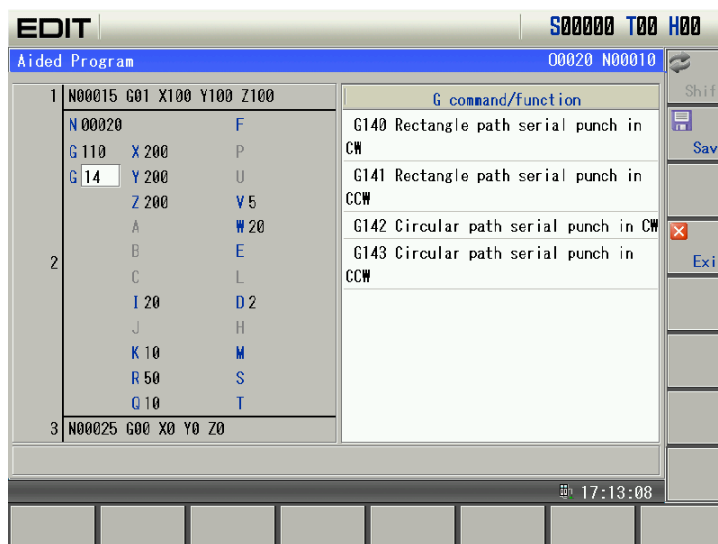 EDIT S00000 T00 H00
Aided Program O0020 N00010
1 N00015 G01 X100 Y100 Z100
N 00020 F
G 110 X 200 P
G 14 Y 200 U
Z 200 V 5
A W 20
2 B E
C L
I 20 D 2
J H
K 10 M
R 50 S
Q 10 T
3 N00025 G00 X0 Y0 Z0
G command/function
G140 Rectangle path serial punch in
CW
G141 Rectangle path serial punch in
CCW
G142 Circular path serial punch in CW
G143 Circular path serial punch in
CCW
Shif
Sav
Exi
17:13:08